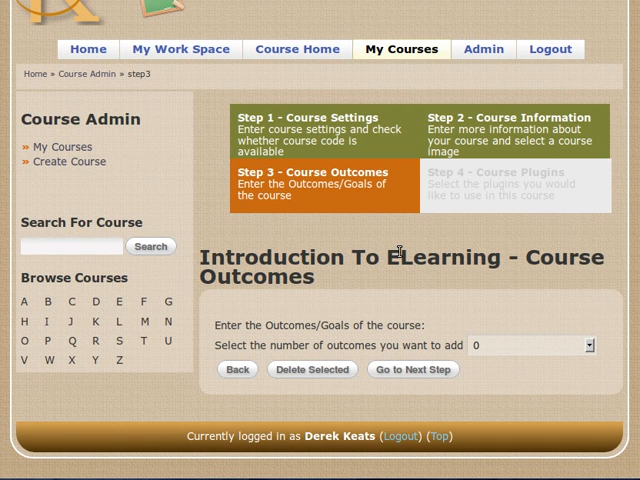 Home
My Work Space
Course Home
My Courses
Admin
Logout
Home » Course Admin » step3
Course Admin
» My Courses
» Create Course
Search For Course
Search
Browse Courses
A B C D E F G
H I J K L M N
O P Q R S T U
V W X Y Z
Step 1 - Course Settings
Enter course settings and check
whether course code is
available
Step 2 - Course Information
Enter more information about
your course and select a course
image
Step 3 - Course Outcomes
Enter the Outcomes/Goals of
the course
Step 4 - Course Plugins
Select the plugins you would
like to use in this course
Introduction To ELearning - Course
Outcomes
Enter the Outcomes/Goals of the course:
Select the number of outcomes you want to add 0
Back
Delete Selected
Go to Next Step
Currently logged in as Derek Keats (Logout) (Top)